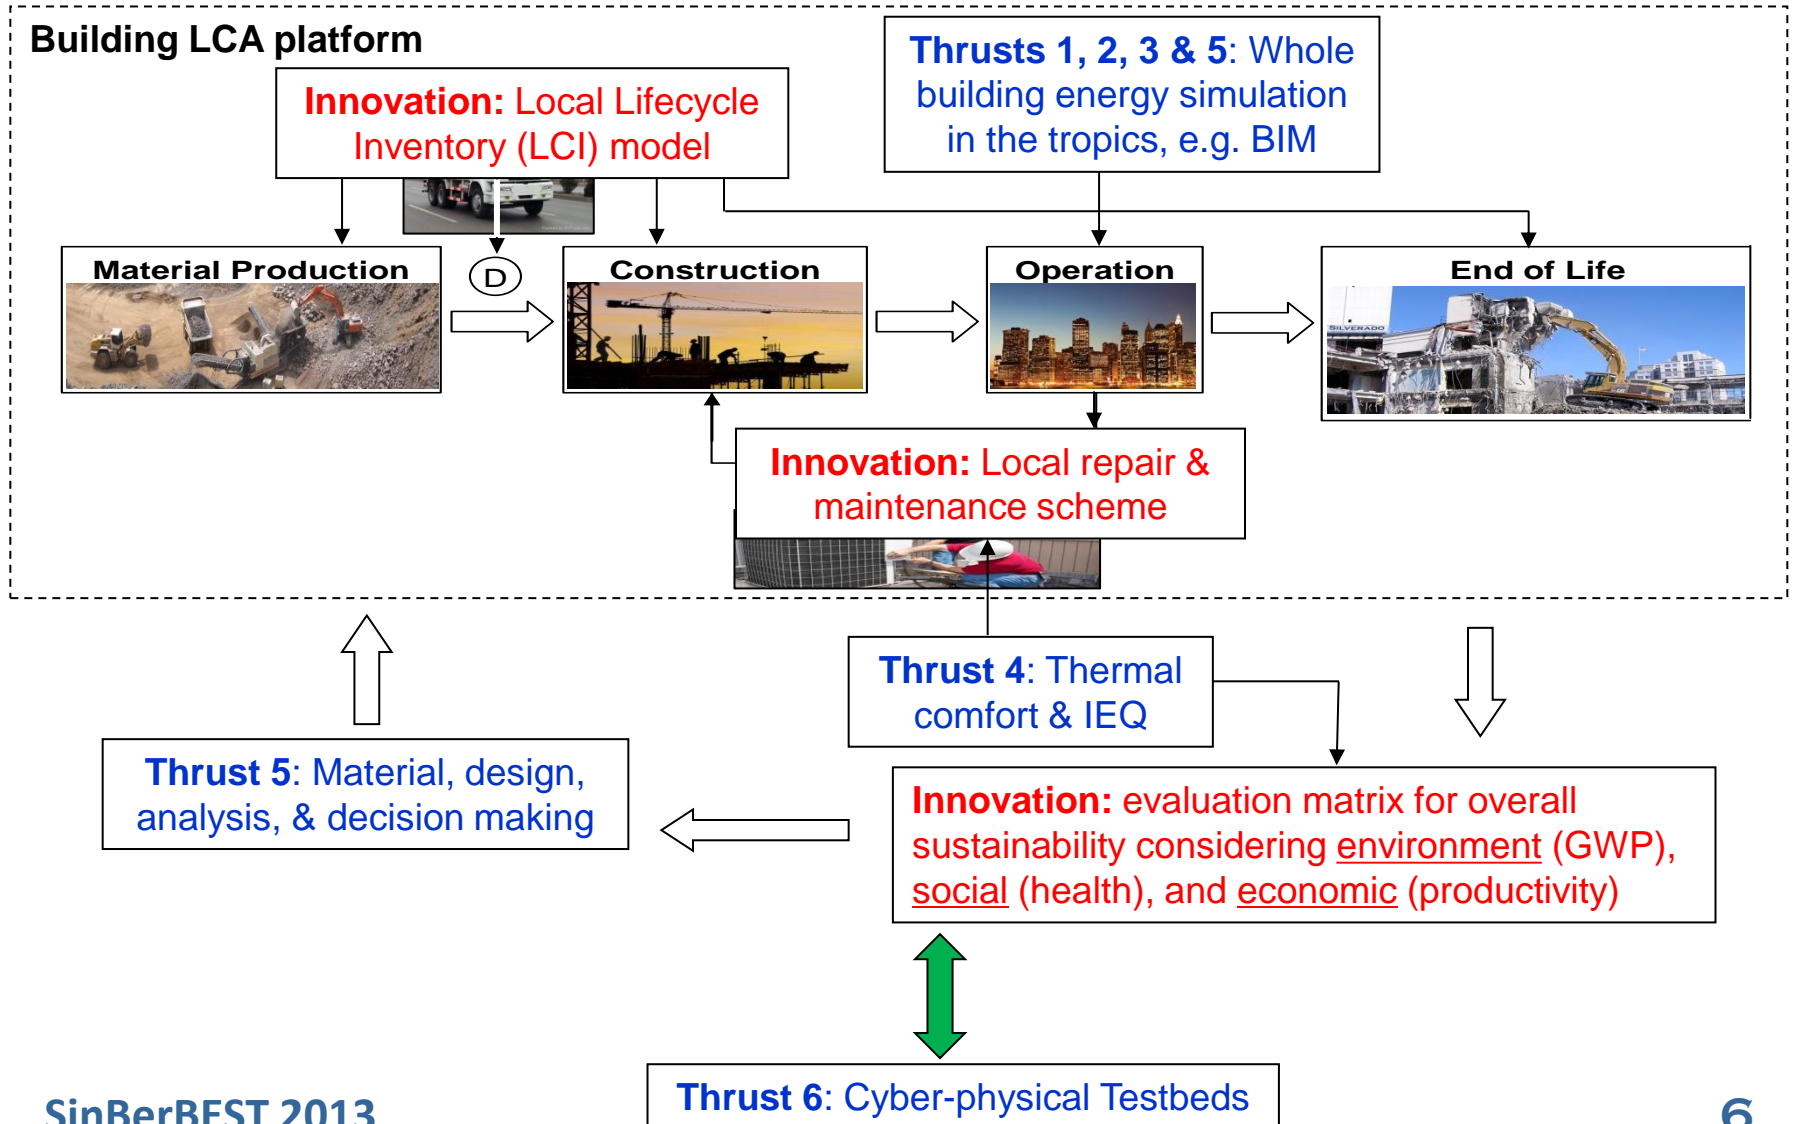 Building LCA platform
Innovation: Local Lifecycle
Inventory (LCI) model
Thrusts 1, 2, 3 & 5: Whole
building energy simulation
in the tropics, e.g. BIM
Material Production
D
Construction
Operation
End of Life
SILVERADO
Innovation: Local repair &
maintenance scheme
Thrust 4: Thermal
comfort & IEQ
Thrust 5: Material, design,
analysis, & decision making
Innovation: evaluation matrix for overall
sustainability considering environment (GWP),
social (health), and economic (productivity)
Thrust 6: Cyber-physical Testbeds
SinBerBEST 2013
6